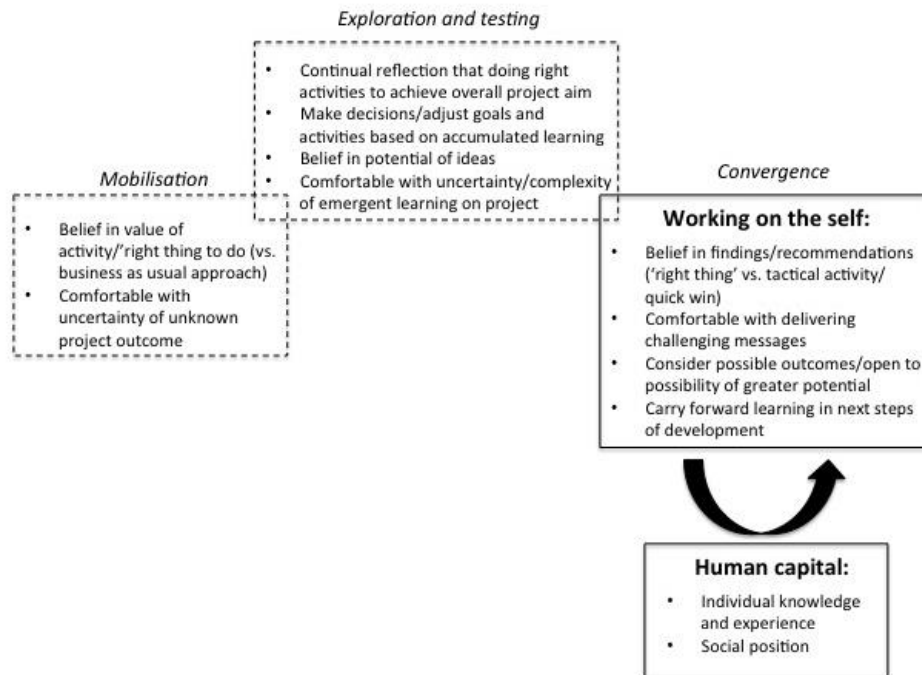 Exploration and testing
• Continual reflection that doing right
activities to achieve overall project aim
• Make decisions/adjust goals and
activities based on accumulated learning
• Belief in potential of ideas
• Comfortable with uncertainty/complexity
of emergent learning on project
Mobilisation
• Belief in value of
activity/'right thing to do (vs.
business as usual approach)
• Comfortable with
uncertainty of unknown
project outcome
Convergence
Working on the self:
• Belief in findings/recommendations
('right thing' vs. tactical activity/
quick win)
• Comfortable with delivering
challenging messages
• Consider possible outcomes/open to
possibility of greater potential
• Carry forward learning in next steps
of development
Human capital:
• Individual knowledge
and experience
• Social position